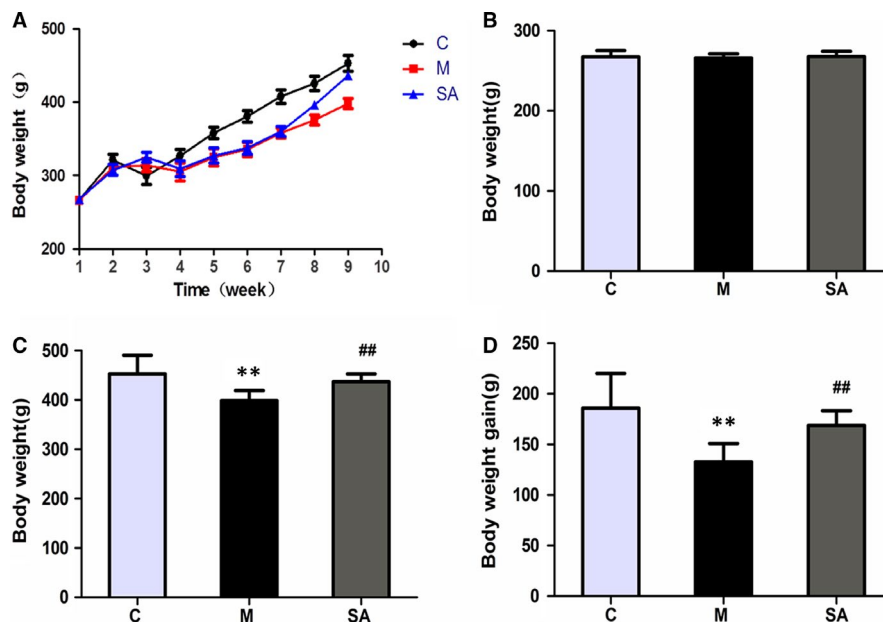 A
500
400
300
200
Body weight（g）
1 2 3 4 5 6 7 8 9 10
Time（week）
C
M
SA
B
300
200
100
0
Body weight(g)
C M SA
C
500
400
300
200
100
0
Body weight(g)
**
##
C M SA
D
250
200
150
100
50
0
Body weight gain(g)
**
##
C M SA